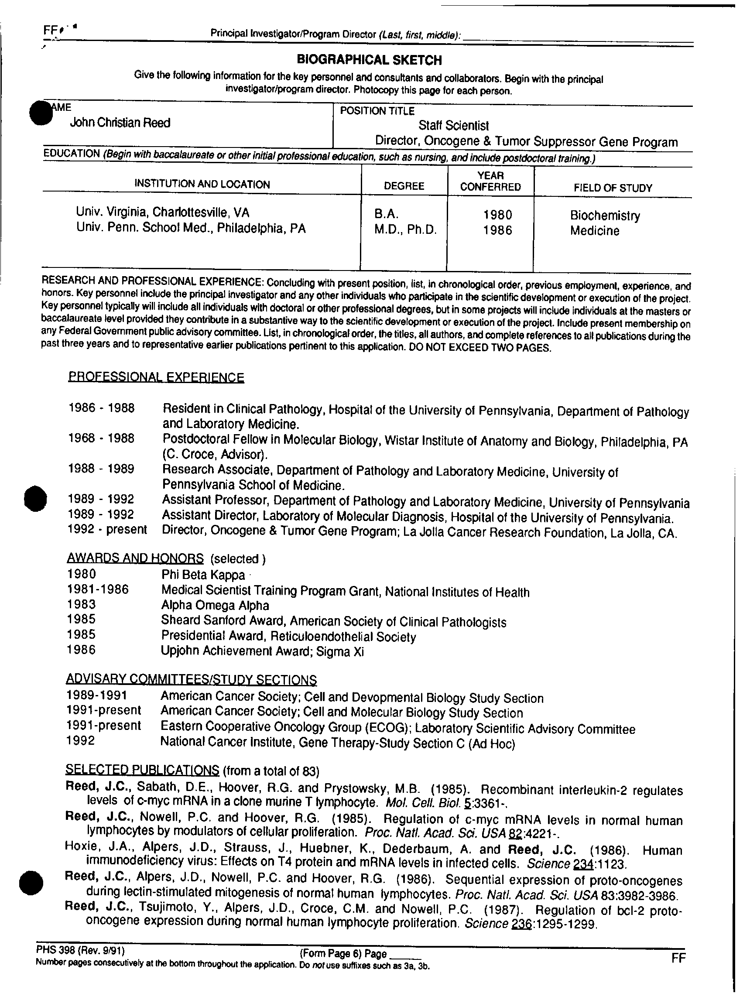 FF
Principal Investigator/Program Director (Last, first, middle):
BIOGRAPHICAL SKETCH
Give the following information for the key personnel and consultants and collaborators. Begin with the principal
investigator/program director. Photocopy this page for each person.
AME
John Christian Reed
POSITION TITLE
Staff Scientist
Director, Oncogene & Tumor Suppressor Gene Program
EDUCATION (Begin with baccalaureate or other initial professional education, such as nursing, and include postdoctoral training.)
INSTITUTION AND LOCATION DEGREE YEAR CONFERRED FIELD OF STUDY
Univ. Virginia, Charlottesville, VA B.A. 1980 Biochemistry
Univ. Penn. School Med., Philadelphia, PA M.D., Ph.D. 1986 Medicine
RESEARCH AND PROFESSIONAL EXPERIENCE: Concluding with present position, list, in chronological order, previous employment, experience, and
honors. Key personnel include the principal investigator and any other individuals who participate in the scientific development or execution of the project.
Key personnel typically will include all individuals with doctoral or other professional degrees, but in some projects will include individuals at the masters or
baccalaureate level provided they contribute in a substantive way to the scientific development or execution of the project. Include present membership on
any Federal Government public advisory committee. List, in chronological order, the titles, all authors, and complete references to all publications during the
past three years and to representative earlier publications pertinent to this application. DO NOT EXCEED TWO PAGES.
PROFESSIONAL EXPERIENCE
1986 - 1988 Resident in Clinical Pathology, Hospital of the University of Pennsylvania, Department of Pathology
and Laboratory Medicine.
1968 - 1988 Postdoctoral Fellow in Molecular Biology, Wistar Institute of Anatomy and Biology, Philadelphia, PA
(C. Croce, Advisor).
1988 - 1989 Research Associate, Department of Pathology and Laboratory Medicine, University of
Pennsylvania School of Medicine.
1989 - 1992 Assistant Professor, Department of Pathology and Laboratory Medicine, University of Pennsylvania
1989 - 1992 Assistant Director, Laboratory of Molecular Diagnosis, Hospital of the University of Pennsylvania.
1992 - present Director, Oncogene & Tumor Gene Program; La Jolla Cancer Research Foundation, La Jolla, CA.
AWARDS AND HONORS (selected )
1980 Phi Beta Kappa
1981-1986 Medical Scientist Training Program Grant, National Institutes of Health
1983 Alpha Omega Alpha
1985 Sheard Sanford Award, American Society of Clinical Pathologists
1985 Presidential Award, Reticuloendothelial Society
1986 Upjohn Achievement Award; Sigma Xi
ADVISARY COMMITTEES/STUDY SECTIONS
1989-1991 American Cancer Society; Cell and Devopmental Biology Study Section
1991-present American Cancer Society; Cell and Molecular Biology Study Section
1991-present Eastern Cooperative Oncology Group (ECOG); Laboratory Scientific Advisory Committee
1992 National Cancer Institute, Gene Therapy-Study Section C (Ad Hoc)
SELECTED PUBLICATIONS (from a total of 83)
Reed, J.C., Sabath, D.E., Hoover, R.G. and Prystowsky, M.B. (1985). Recombinant interleukin-2 regulates
levels of c-myc mRNA in a clone murine T lymphocyte. Mol. Cell. Biol. 5:3361-.
Reed, J.C., Nowell, P.C. and Hoover, R.G. (1985). Regulation of c-myc mRNA levels in normal human
lymphocytes by modulators of cellular proliferation. Proc. Natl. Acad. Sci. USA 82:4221-.
Hoxie, J.A., Alpers, J.D., Strauss, J., Huebner, K., Dederbaum, A. and Reed, J.C. (1986). Human
immunodeficiency virus: Effects on T4 protein and mRNA levels in infected cells. Science 234:1123.
Reed, J.C., Alpers, J.D., Nowell, P.C. and Hoover, R.G. (1986). Sequential expression of proto-oncogenes
during lectin-stimulated mitogenesis of normal human lymphocytes. Proc. Natl. Acad. Sci. USA 83:3982-3986.
Reed, J.C., Tsujimoto, Y., Alpers, J.D., Croce, C.M. and Nowell, P.C. (1987). Regulation of bcl-2 proto-
oncogene expression during normal human lymphocyte proliferation. Science 236:1295-1299.
PHS 398 (Rev. 9/91) (Form Page 6) Page FF
Number pages consecutively at the bottom throughout the application. Do not use suffixes such as 3a, 3b.